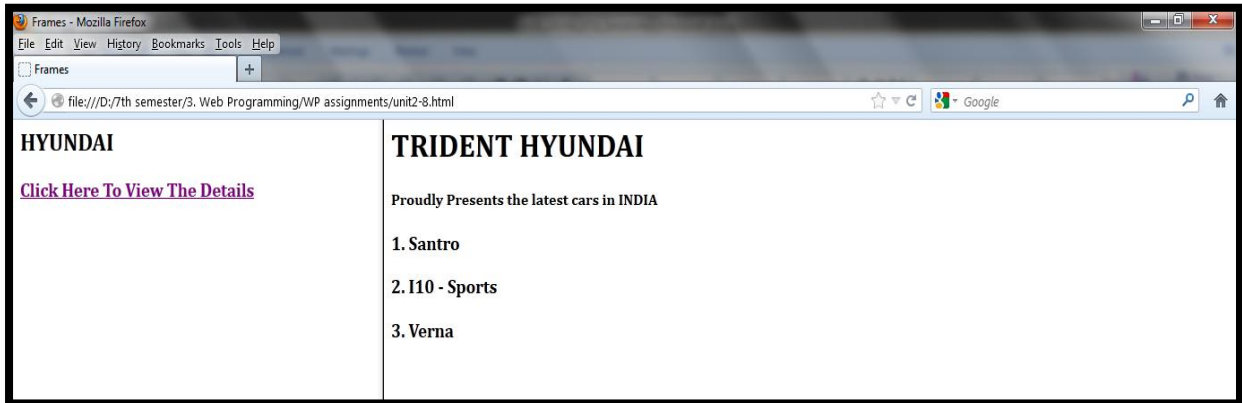 Frames - Mozilla Firefox
File Edit View History Bookmarks Tools Help
Frames +
file:///D:/7th semester/3. Web Programming/WP assignments/unit2-8.html Google
HYUNDAI
Click Here To View The Details
TRIDENT HYUNDAI
Proudly Presents the latest cars in INDIA
1. Santro
2. I10 - Sports
3. Verna